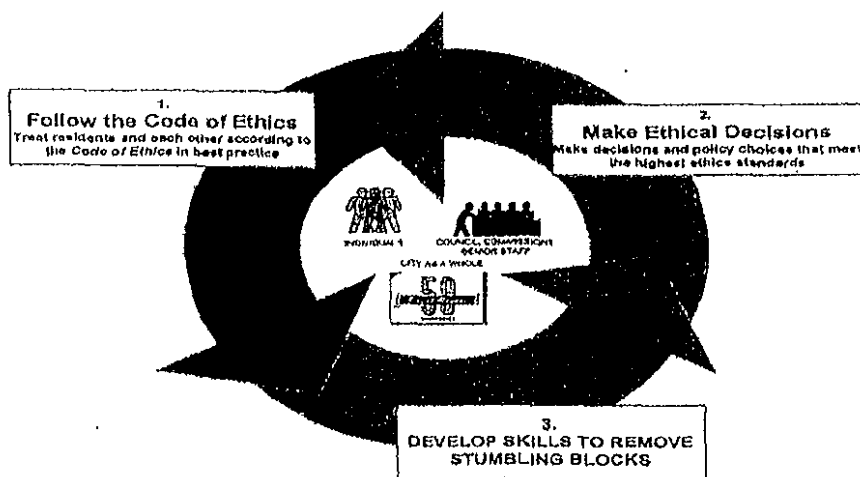 1.
Follow the Code of Ethics
Treat residents and each other according to
the Code of Ethics in best practice
2.
Make Ethical Decisions
Make decisions and policy choices that meet
the highest ethics standards
INDIVIDUALS
COUNCIL, COMMISSIONS
SENIOR STAFF
CITY AS A WHOLE
3.
DEVELOP SKILLS TO REMOVE
STUMBLING BLOCKS